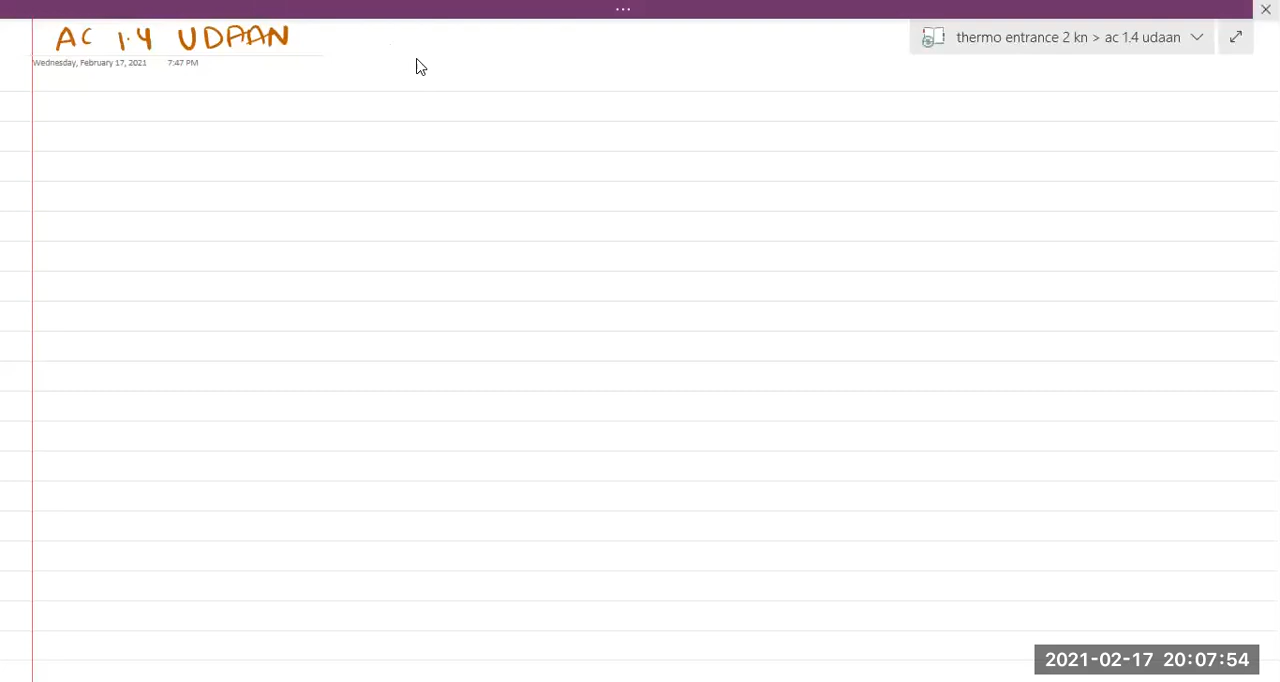 AC 1.4 UDAAN
thermo entrance 2 kn > ac 1.4 udaan
Wednesday, February 17, 2021 7:47 PM
2021-02-17 20:07:54